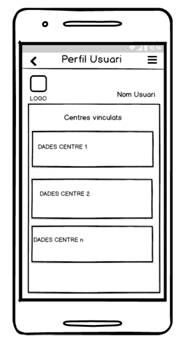 Perfil Usuari
LOGO
Nom Usuari
Centres vinculats
DADES CENTRE 1
DADES CENTRE 2
DADES CENTRE n